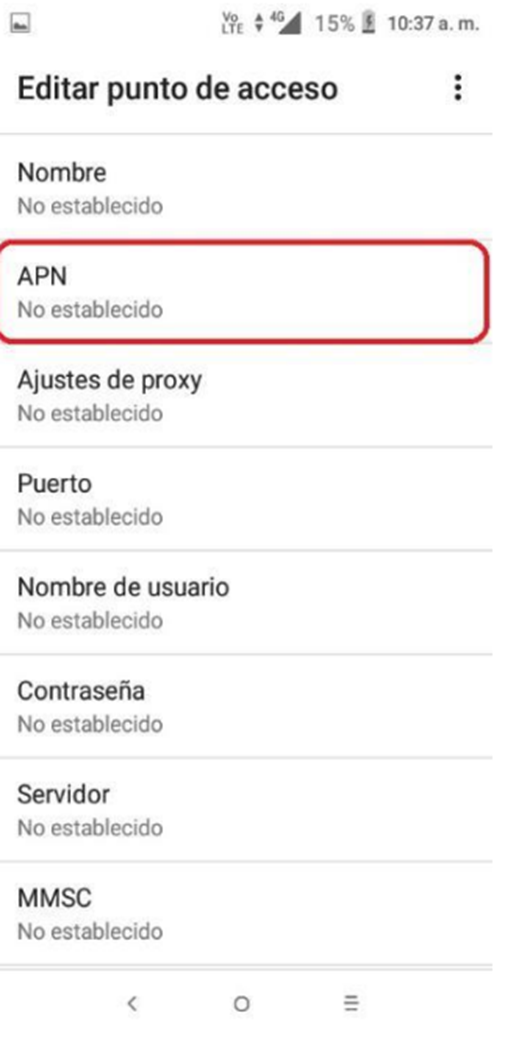 Vo LTE 4G 15% 10:37 a. m.
Editar punto de acceso
Nombre
No establecido
APN
No establecido
Ajustes de proxy
No establecido
Puerto
No establecido
Nombre de usuario
No establecido
Contraseña
No establecido
Servidor
No establecido
MMSC
No establecido